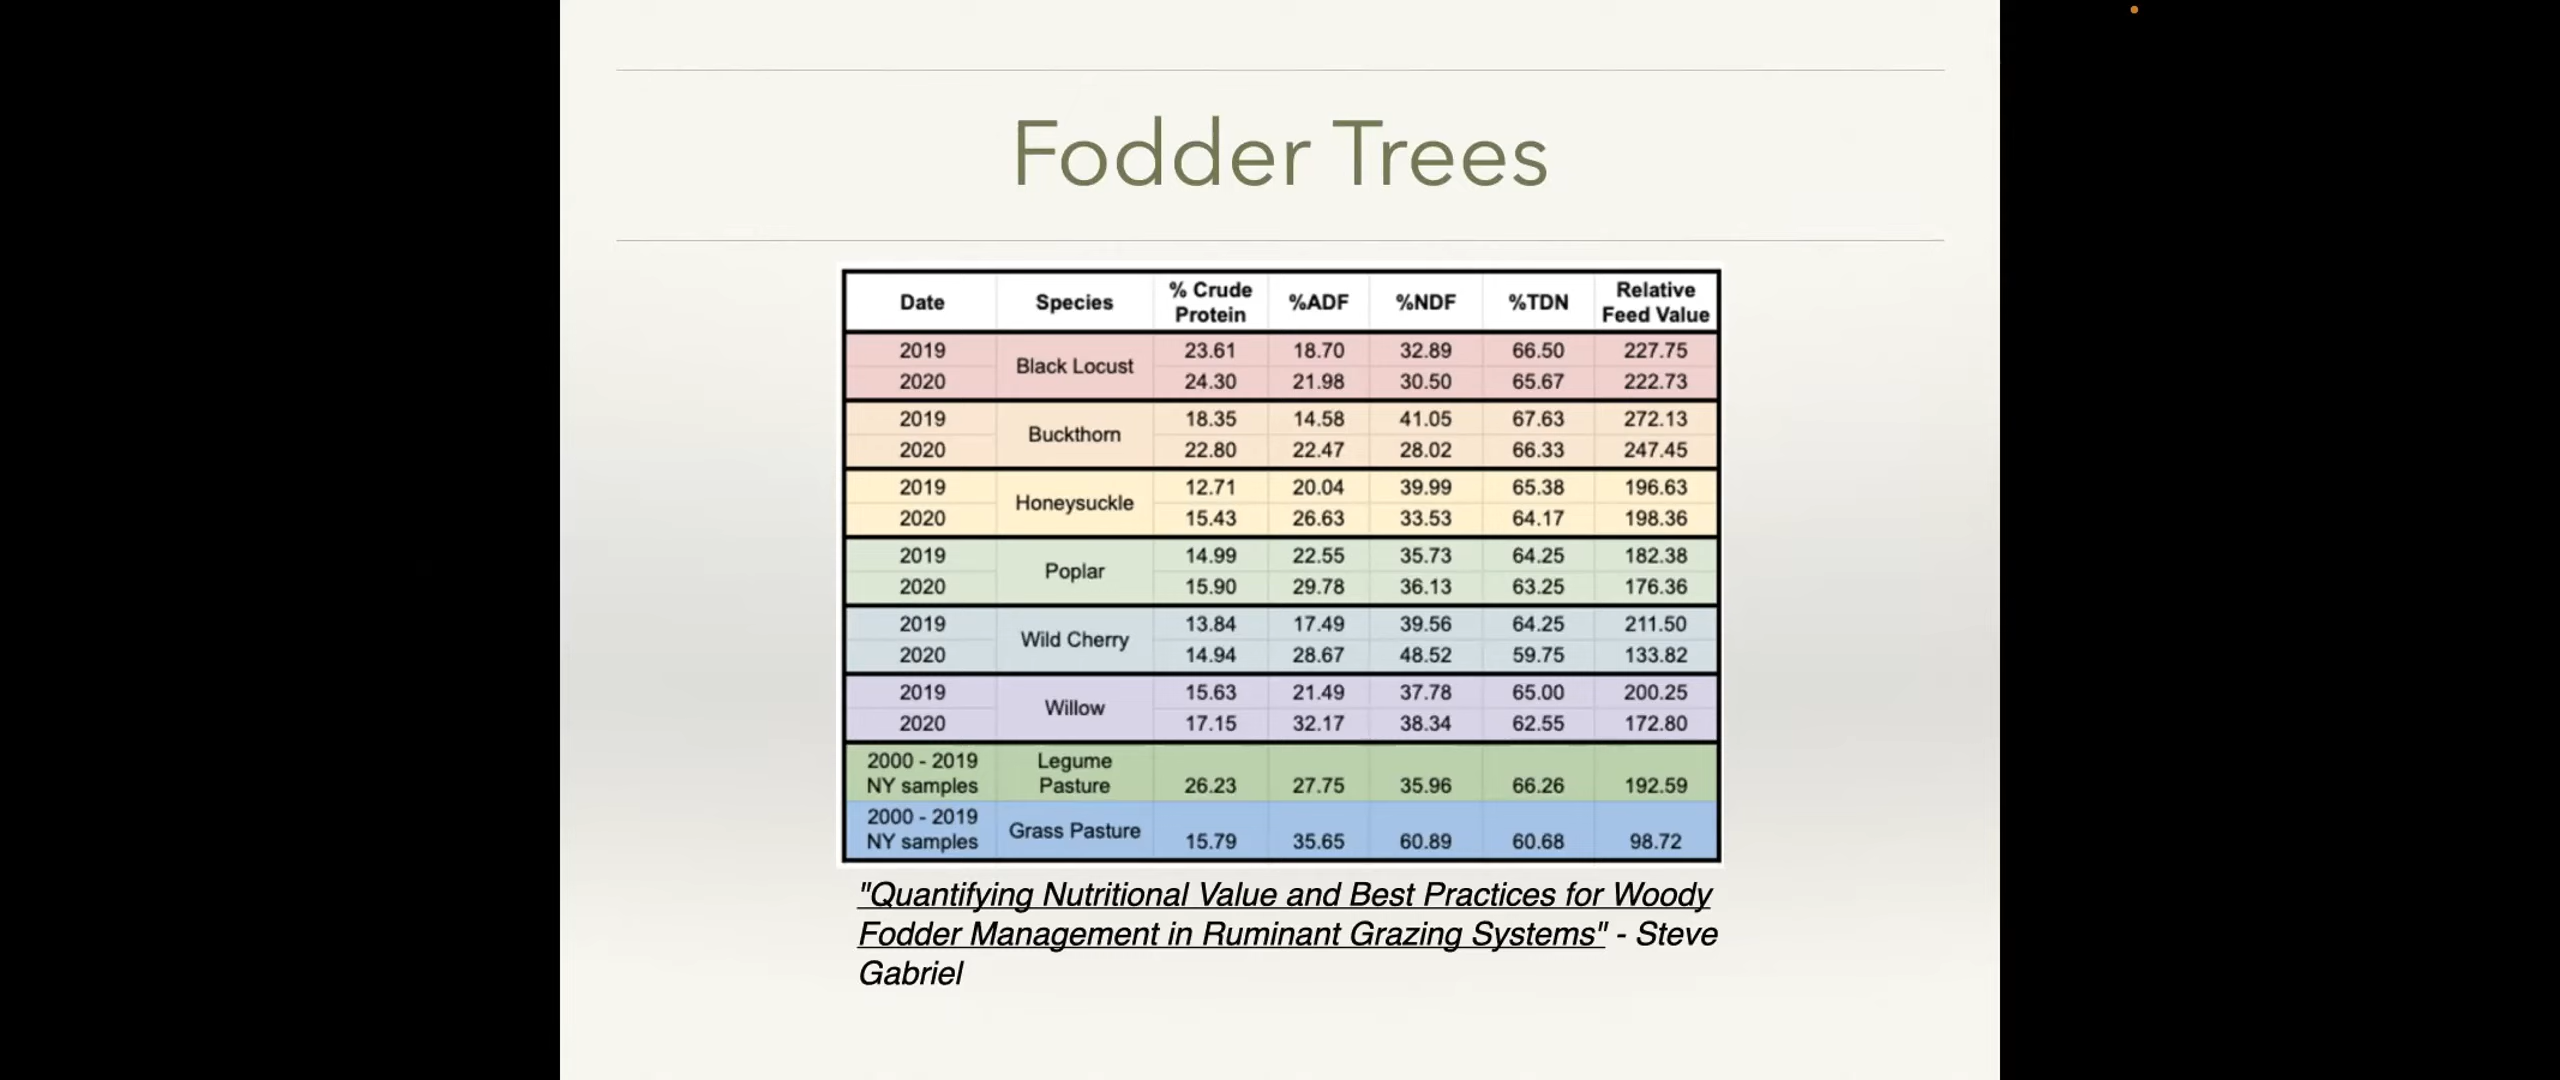 Fodder Trees
Date Species % Crude Protein %ADF %NDF %TDN Relative Feed Value
2019 Black Locust 23.61 18.70 32.89 66.50 227.75
2020 24.30 21.98 30.50 65.67 222.73
2019 Buckthorn 18.35 14.58 41.05 67.63 272.13
2020 22.80 22.47 28.02 66.33 247.45
2019 Honeysuckle 12.71 20.04 39.99 65.38 196.63
2020 15.43 26.63 33.53 64.17 198.36
2019 Poplar 14.99 22.55 35.73 64.25 182.38
2020 15.90 29.78 36.13 63.25 176.36
2019 Wild Cherry 13.84 17.49 39.56 64.25 211.50
2020 14.94 28.67 48.52 59.75 133.82
2019 Willow 15.63 21.49 37.78 65.00 200.25
2020 17.15 32.17 38.34 62.55 172.80
2000 - 2019 NY samples Legume Pasture 26.23 27.75 35.96 66.26 192.59
2000 - 2019 NY samples Grass Pasture 15.79 35.65 60.89 60.68 98.72
"Quantifying Nutritional Value and Best Practices for Woody
Fodder Management in Ruminant Grazing Systems" - Steve
Gabriel